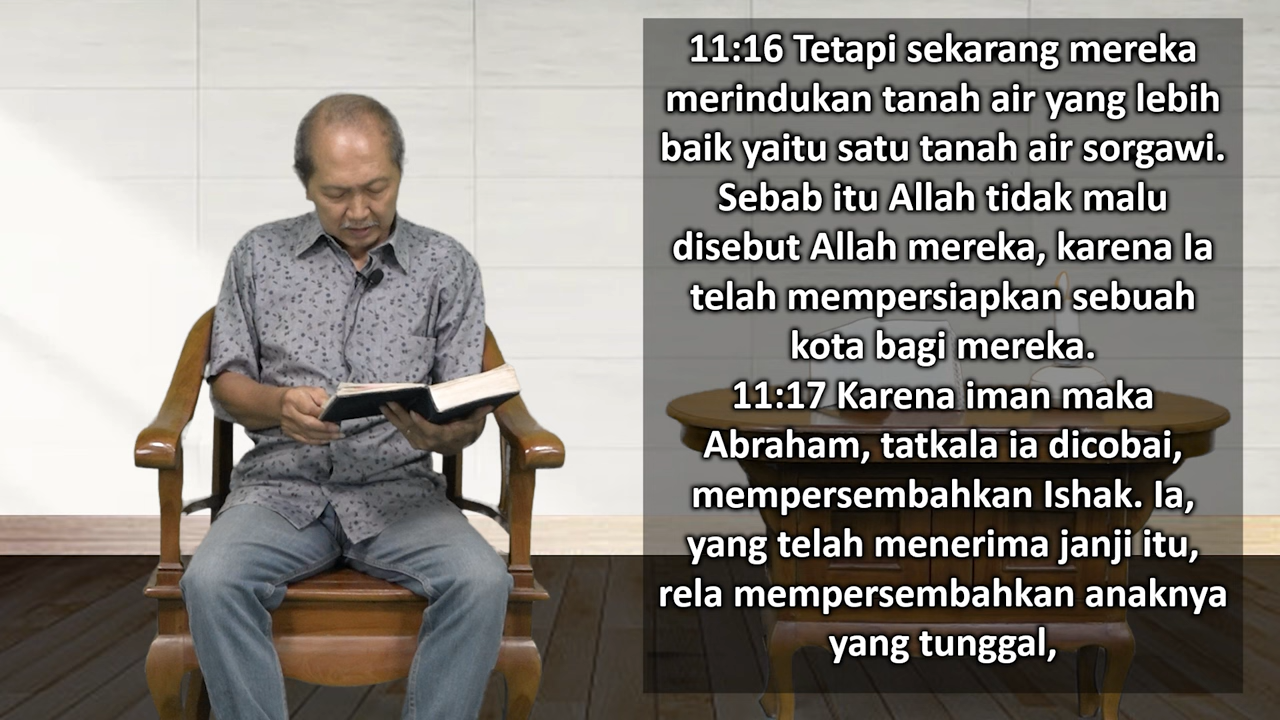 11:16 Tetapi sekarang mereka
merindukan tanah air yang lebih
baik yaitu satu tanah air sorgawi.
Sebab itu Allah tidak malu
disebut Allah mereka, karena Ia
telah mempersiapkan sebuah
kota bagi mereka.
11:17 Karena iman maka
Abraham, tatkala ia dicobai,
mempersembahkan Ishak. Ia,
yang telah menerima janji itu,
rela mempersembahkan anaknya
yang tunggal,